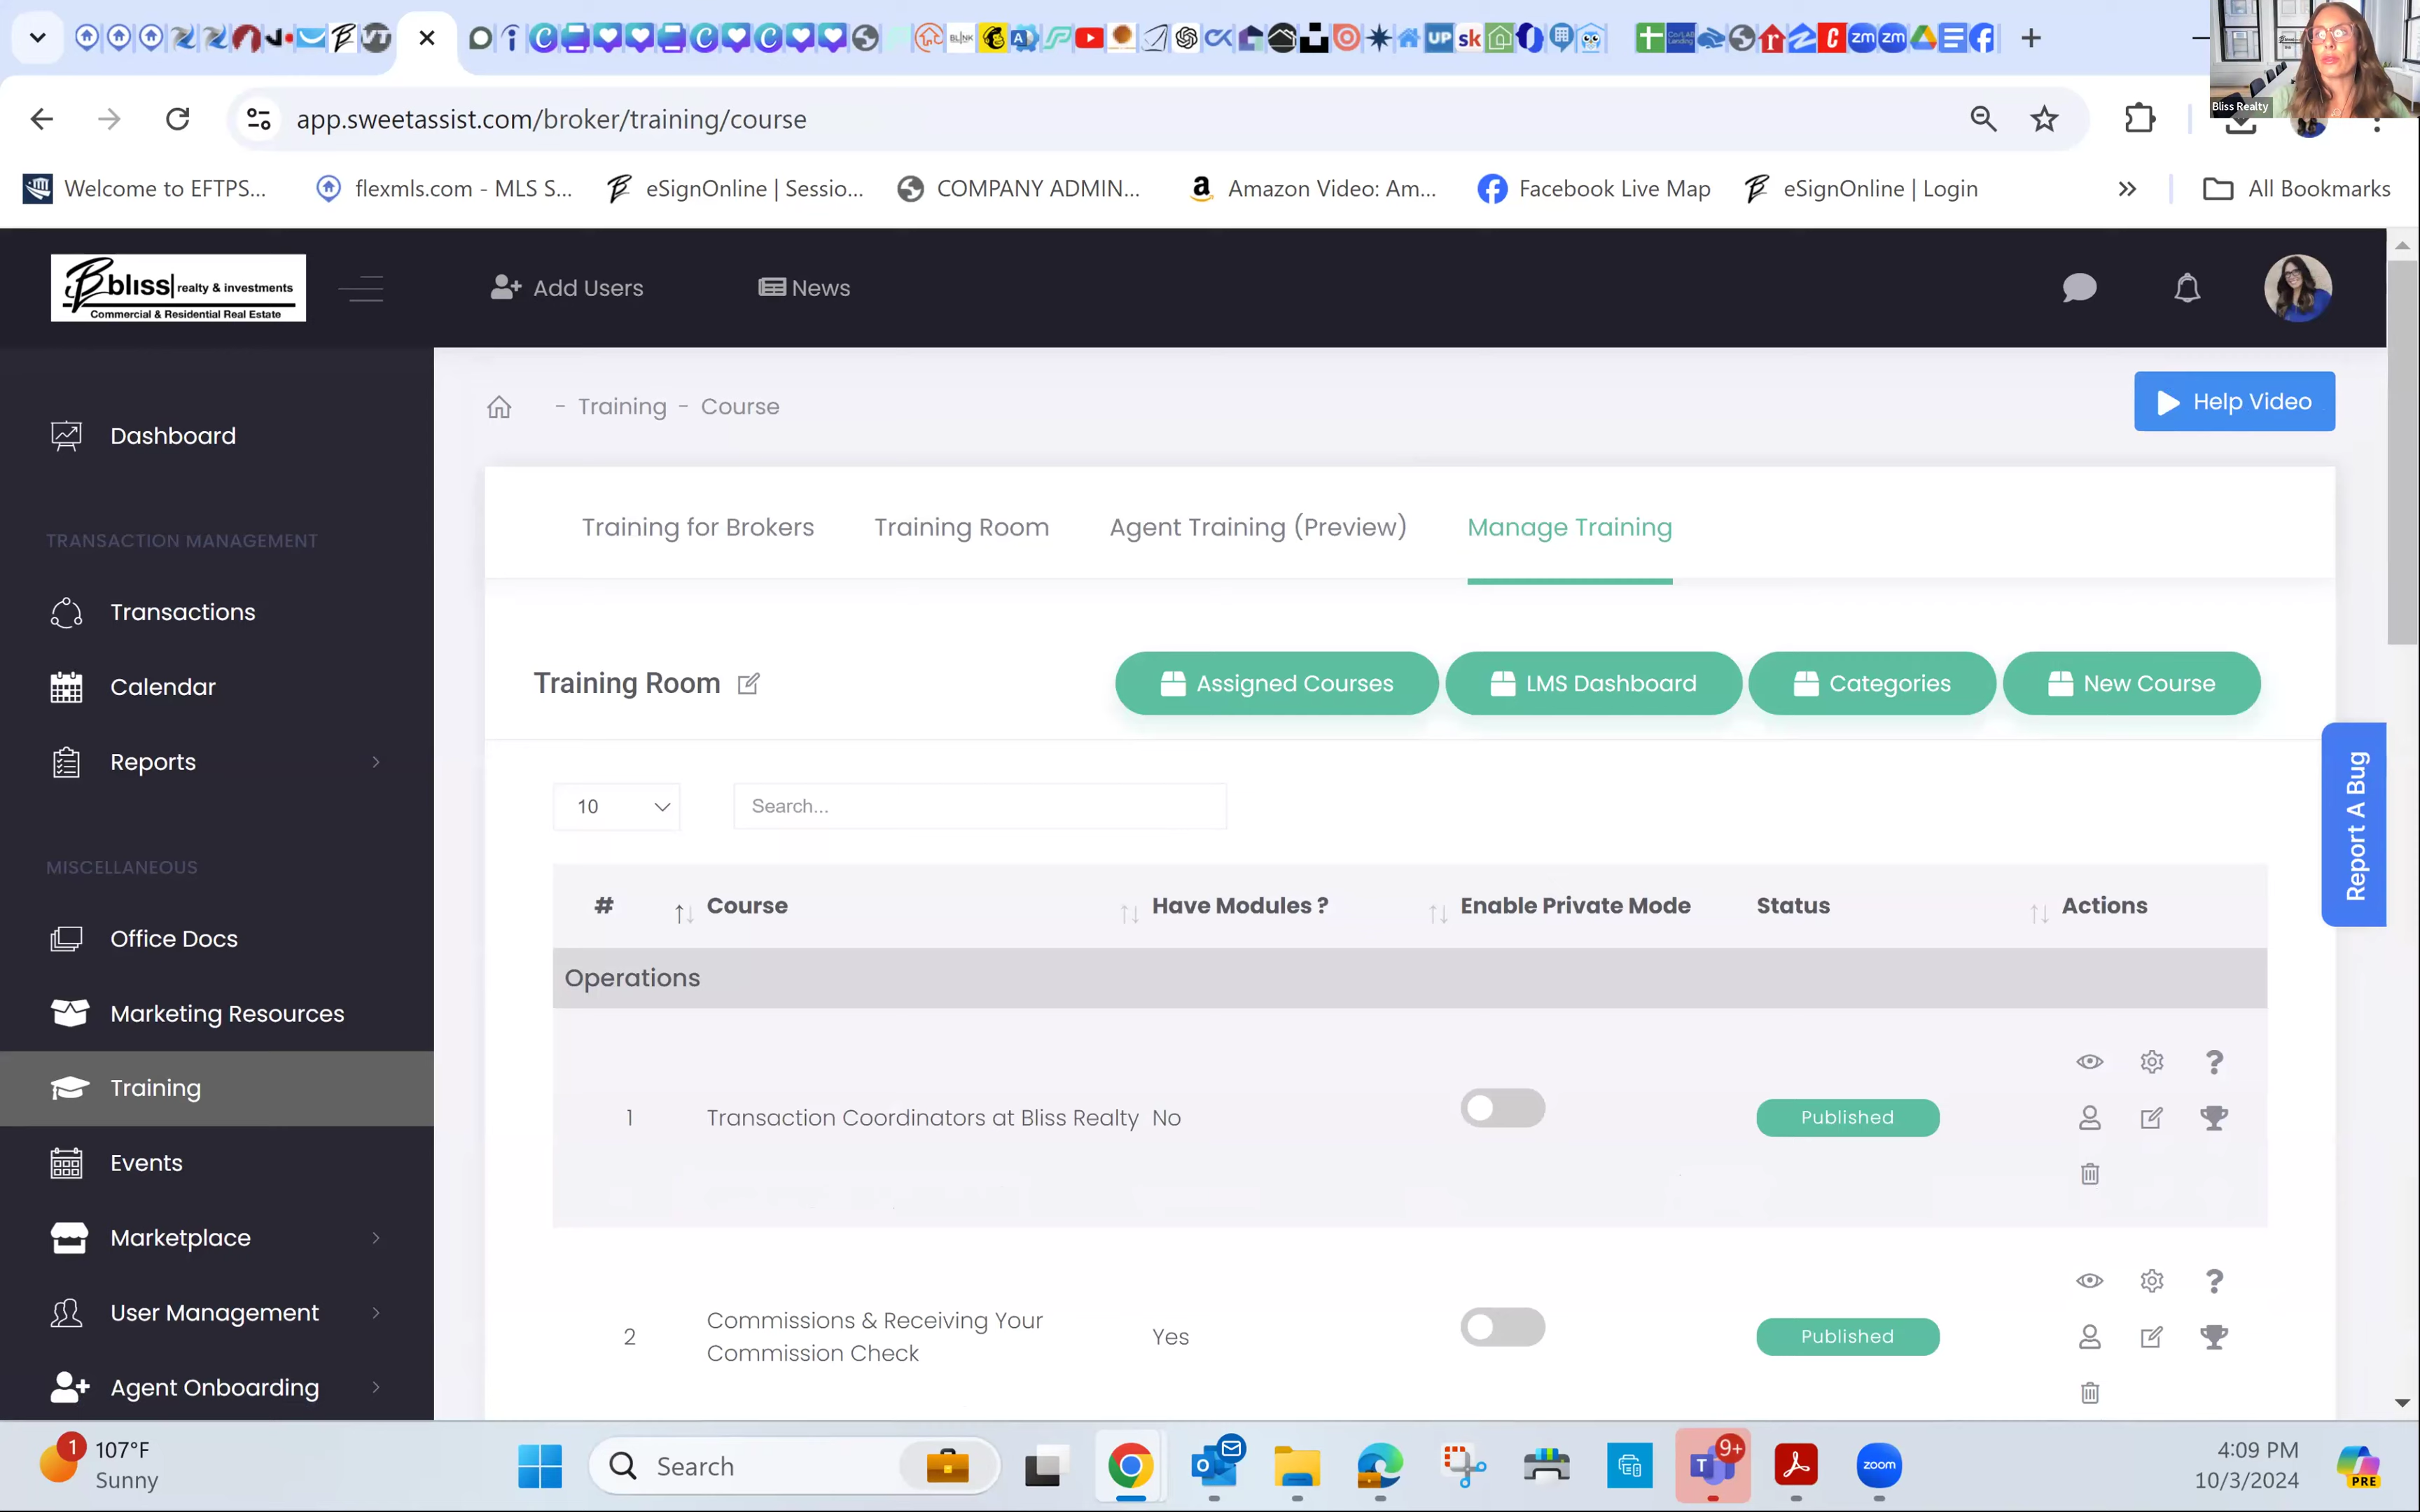 app.sweetassist.com/broker/training/course
Bliss Realty
Welcome to EFTPS...
flexmls.com - MLS S...
eSignOnline | Sessio...
COMPANY ADMIN...
Amazon Video: Am...
Facebook Live Map
eSignOnline | Login
All Bookmarks
bliss realty & investments
Commercial & Residential Real Estate
Add Users
News
Dashboard
TRANSACTION MANAGEMENT
Transactions
Calendar
Reports
MISCELLANEOUS
Office Docs
Marketing Resources
Training
Events
Marketplace
User Management
Agent Onboarding
- Training - Course
Help Video
Training for Brokers
Training Room
Agent Training (Preview)
Manage Training
Training Room
Assigned Courses
LMS Dashboard
Categories
New Course
10
Search...
Report A Bug
# Course Have Modules ? Enable Private Mode Status Actions
Operations
1 Transaction Coordinators at Bliss Realty No Published
2 Commissions & Receiving Your
Commission Check
Yes Published
1
107°F
Sunny
Search
9+
zoom
4:09 PM
10/3/2024
PRE